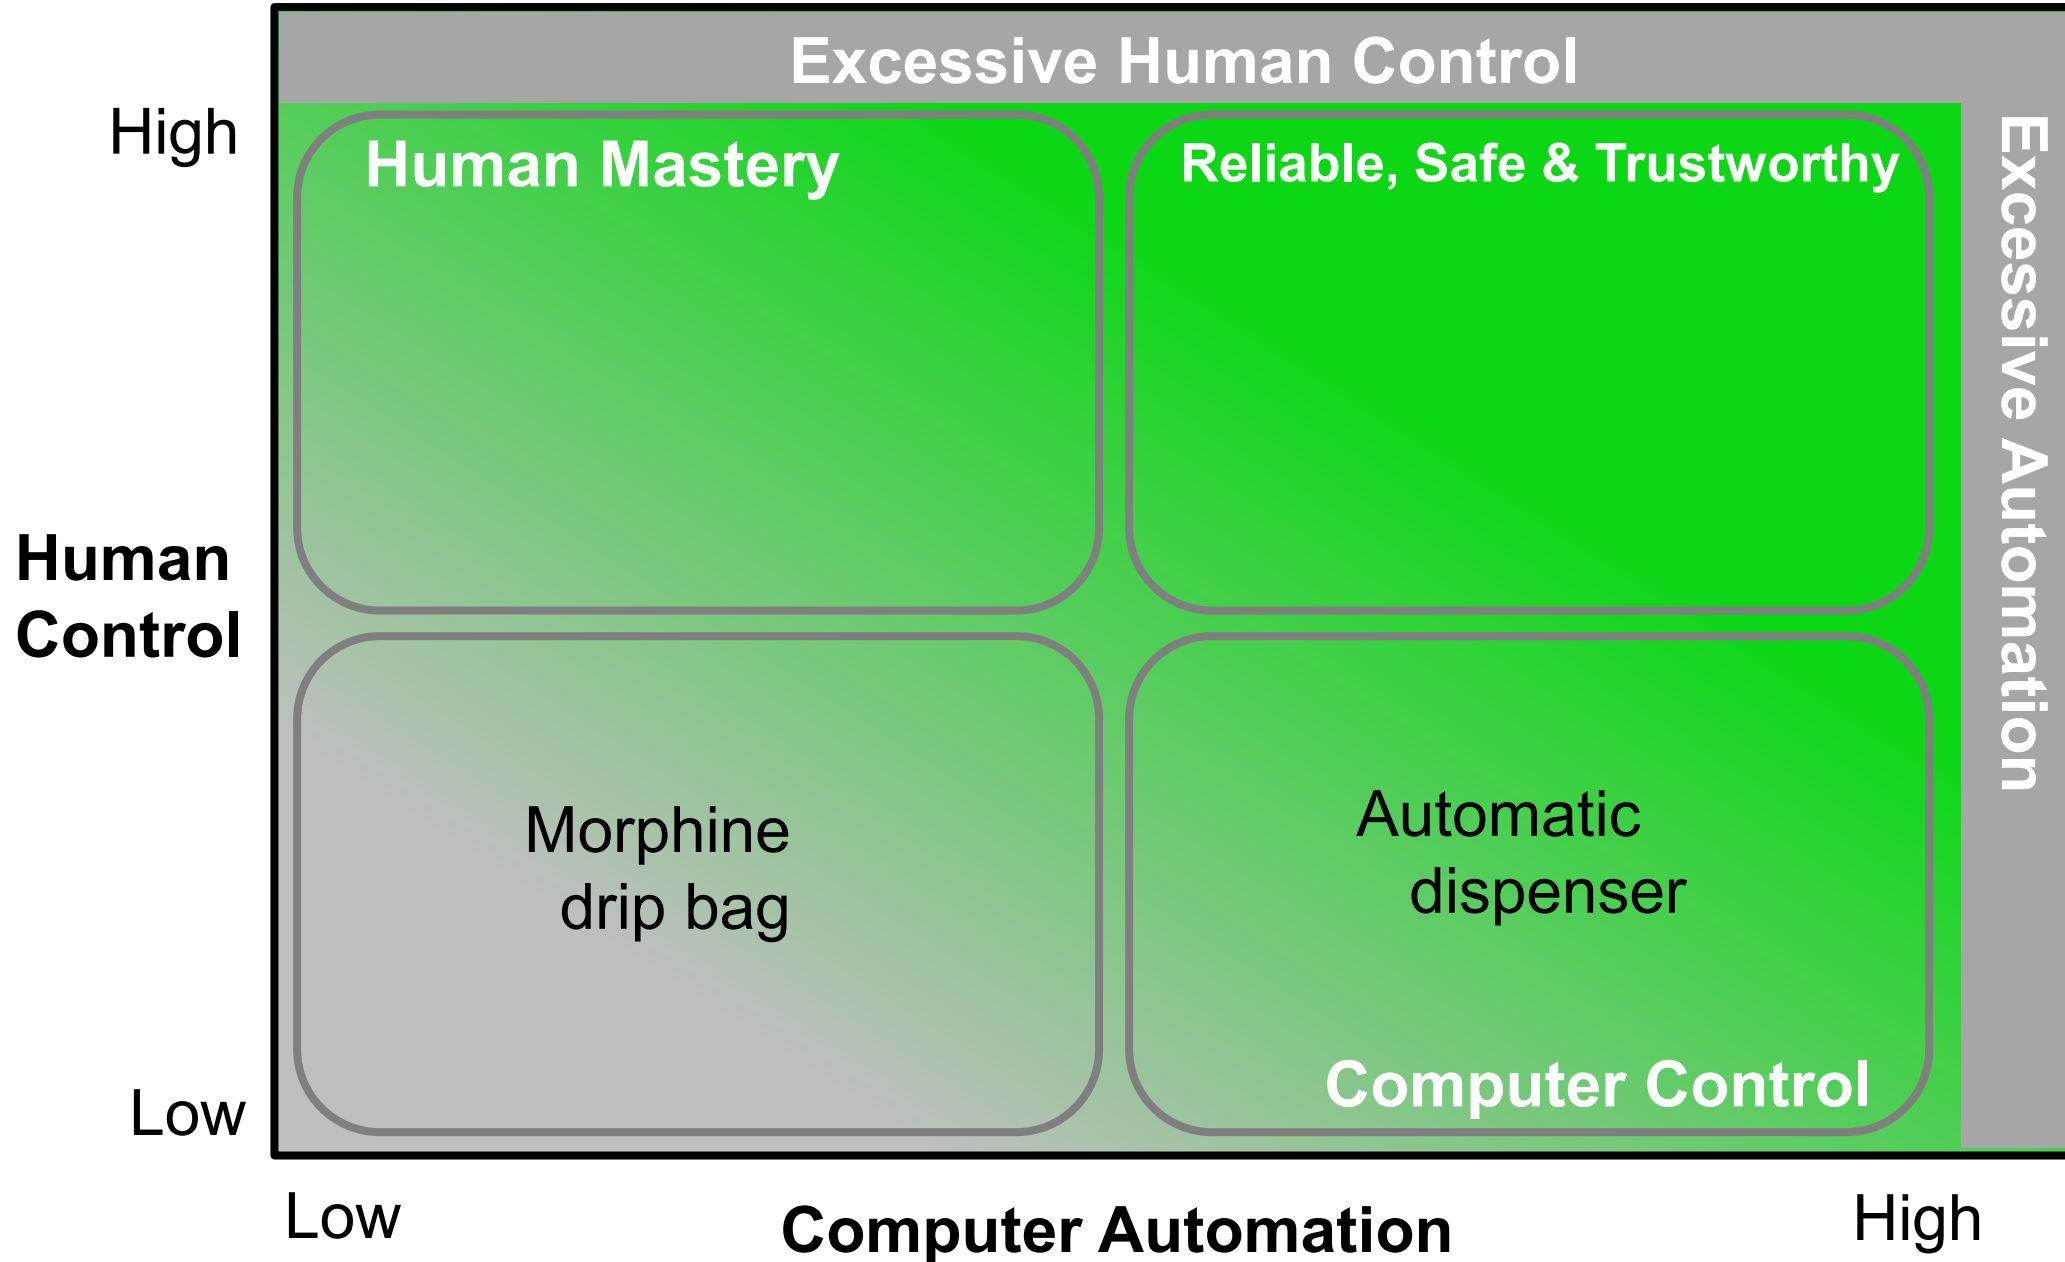 Excessive Human Control
High
Human Mastery
Reliable, Safe & Trustworthy
Excessive Automation
Human
Control
Morphine
drip bag
Automatic
dispenser
Computer Control
Low
Low
Computer Automation
High